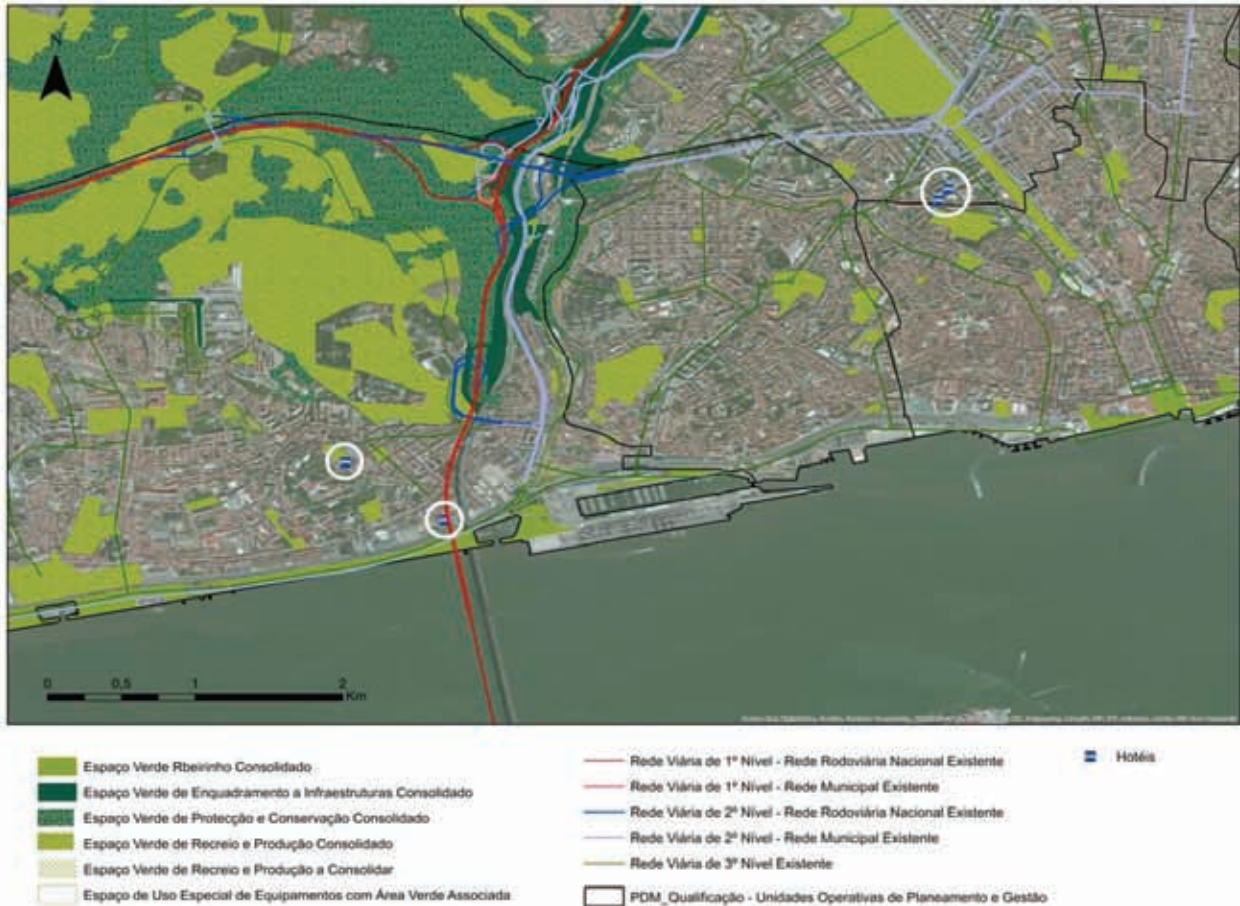 N
0 0,5 1 2
Km
Espaço Verde Rbeirinho Consolidado
Espaço Verde de Enquadramento a Infraestruturas Consolidado
Espaço Verde de Protecção e Conservação Consolidado
Espaço Verde de Recreio e Produção Consolidado
Espaço Verde de Recreio e Produção a Consolidar
Espaço de Uso Especial de Equipamentos com Área Verde Associada
Rede Viária de 1º Nível - Rede Rodoviária Nacional Existente
Rede Viária de 1º Nível - Rede Municipal Existente
Rede Viária de 2º Nível - Rede Rodoviária Nacional Existente
Rede Viária de 2º Nível - Rede Municipal Existente
Rede Viária de 3º Nível Existente
PDM_Qualificação - Unidades Operativas de Planeamento e Gestão
Hotéis